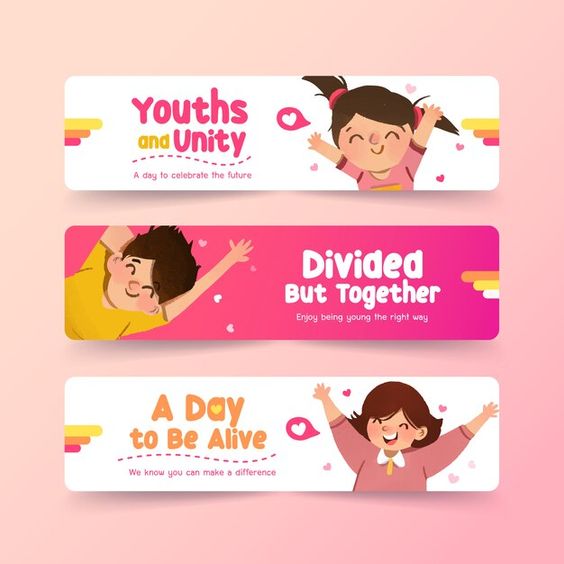 Youths
and Unity
A day to celebrate the future
Divided
But Together
Enjoy being young the right way
A Day
to Be Alive
We know you can make a difference